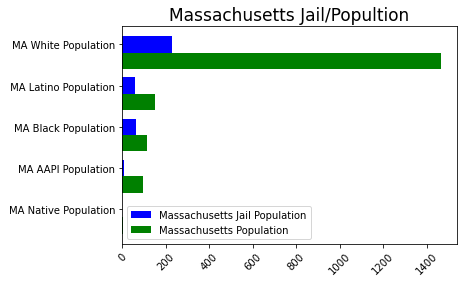 Massachusetts Jail/Popultion
MA White Population
MA Latino Population
MA Black Population
MA AAPI Population
MA Native Population
Massachusetts Jail Population
Massachusetts Population
0
200
400
600
800
1000
1200
1400